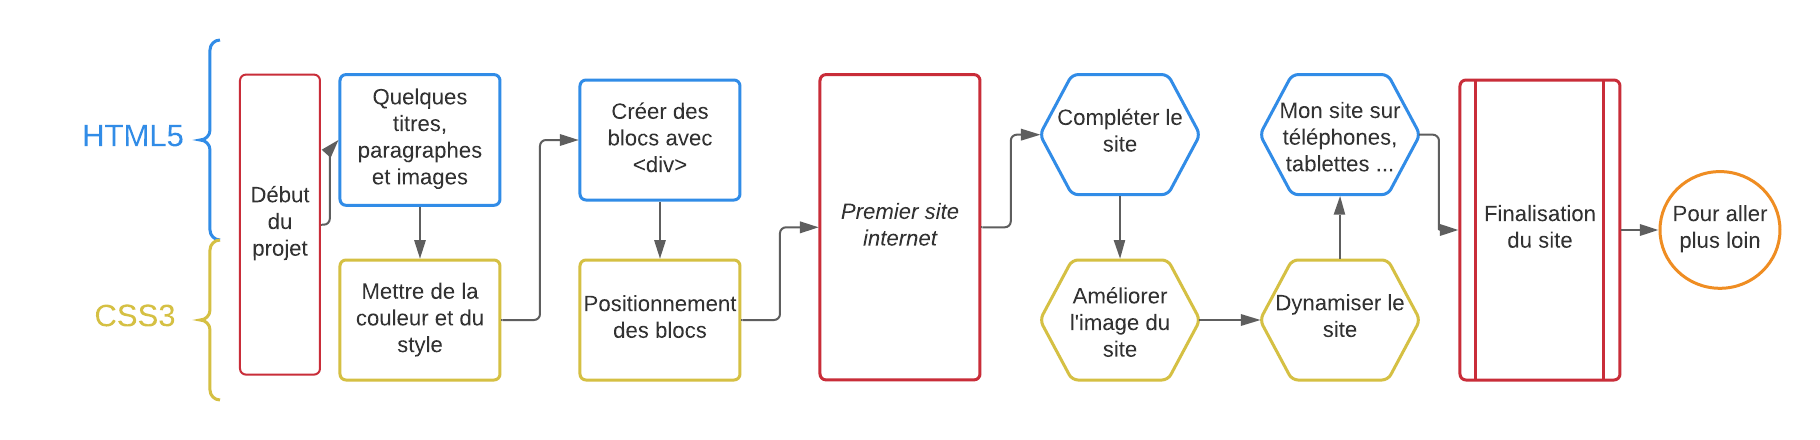 HTML5
CSS3
Début
du
projet
Quelques
titres,
paragraphes
et images
Mettre de la
couleur et du
style
Créer des
blocs avec
<div>
Positionnement
des blocs
Premier site
internet
Compléter le
site
Améliorer
l'image du
site
Dynamiser le
site
Mon site sur
téléphones,
tablettes ...
Finalisation
du site
Pour aller
plus loin